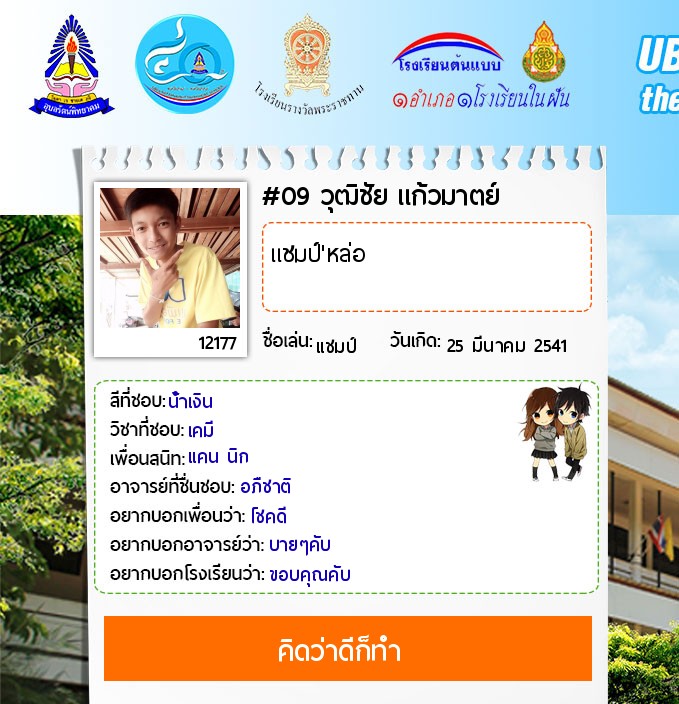 อุบลรัตน์พิทยาคม
โรงเรียนรางวัลพระราชทาน
โรงเรียนต้นแบบ
๑อำเภอ๑โรงเรียนในฝัน
UB
the
#09 วุฒิชัย แก้วมาตย์
แชมป์'หล่อ
12177
ชื่อเล่น: แชมป์ วันเกิด: 25 มีนาคม 2541
สีที่ชอบ: น้ำเงิน
วิชาที่ชอบ: เคมี
เพื่อนสนิท: แคน นิก
อาจารย์ที่ชื่นชอบ: อภืชาติ
อยากบอกเพื่อนว่า: โชคดี
อยากบอกอาจารย์ว่า: บายๆคับ
อยากบอกโรงเรียนว่า: ขอบคุณคับ
คิดว่าดีก็ทำ